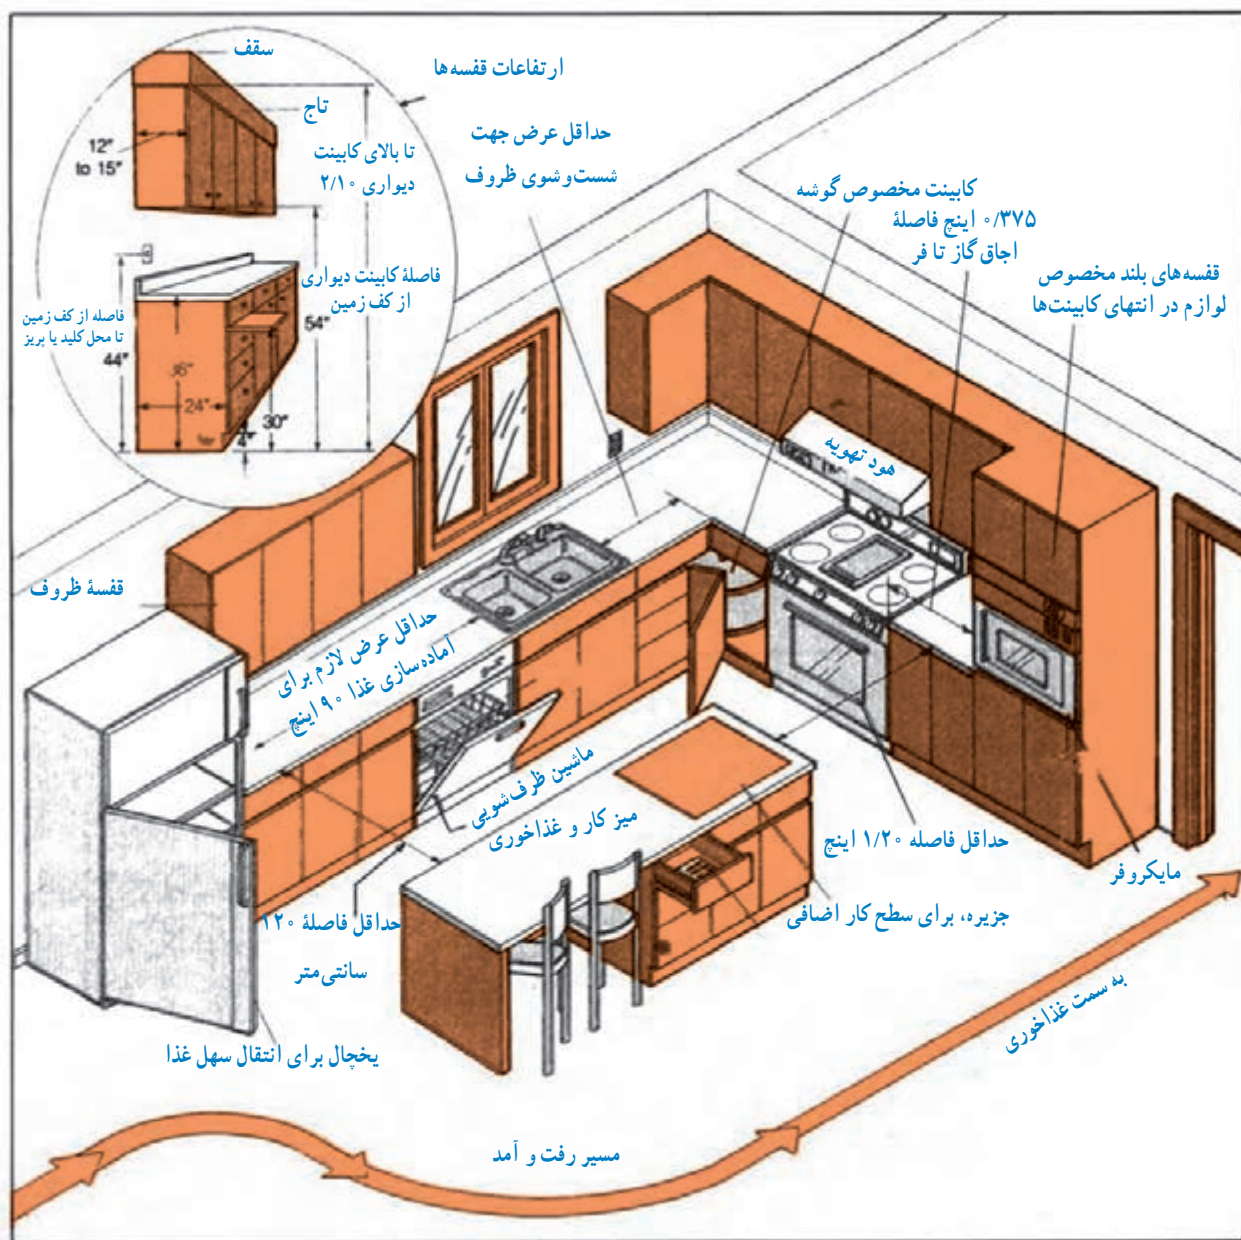 سقف
ارتفاعات قفسه‌ها
تاج
12"
to 15"
تا بالای کابینت
دیواری ۲/۱۰
حداقل عرض جهت
شست‌وشوی ظروف
کابینت مخصوص گوشه
۰/۳۷۵ اینچ فاصلهٔ
اجاق گاز تا فر
قفسه‌های بلند مخصوص
لوازم در انتهای کابینت‌ها
فاصلهٔ کابینت دیواری
از کف زمین
54"
فاصله از کف زمین
تا محل کلید یا پریز
44"
36"
24"
30"
4"
هود تهویه
قفسهٔ ظروف
حداقل عرض لازم برای
آماده‌سازی غذا ۹۰ اینچ
ماشین ظرف‌شویی
میز کار و غذاخوری
حداقل فاصله ۱/۲۰ اینچ
مایکروفر
جزیره، برای سطح کار اضافی
حداقل فاصلهٔ ۱۲۰
سانتی‌متر
یخچال برای انتقال سهل غذا
به سمت غذاخوری
مسیر رفت و آمد